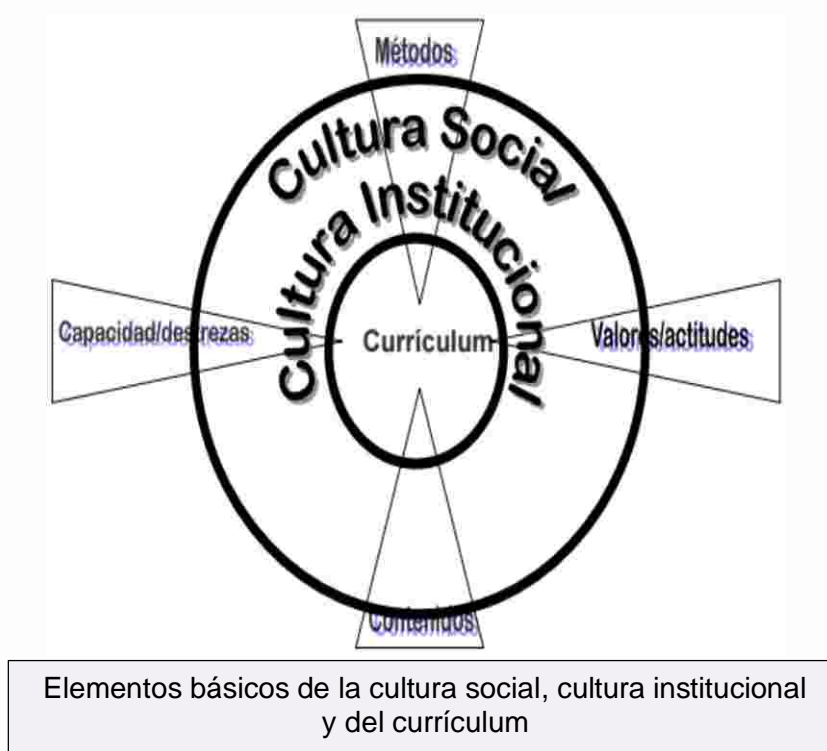 Métodos
Cultura Social
Cultura Institucional
Capacidad/destrezas
Currículum
Valores/actitudes
Contenidos
Elementos básicos de la cultura social, cultura institucional
y del currículum